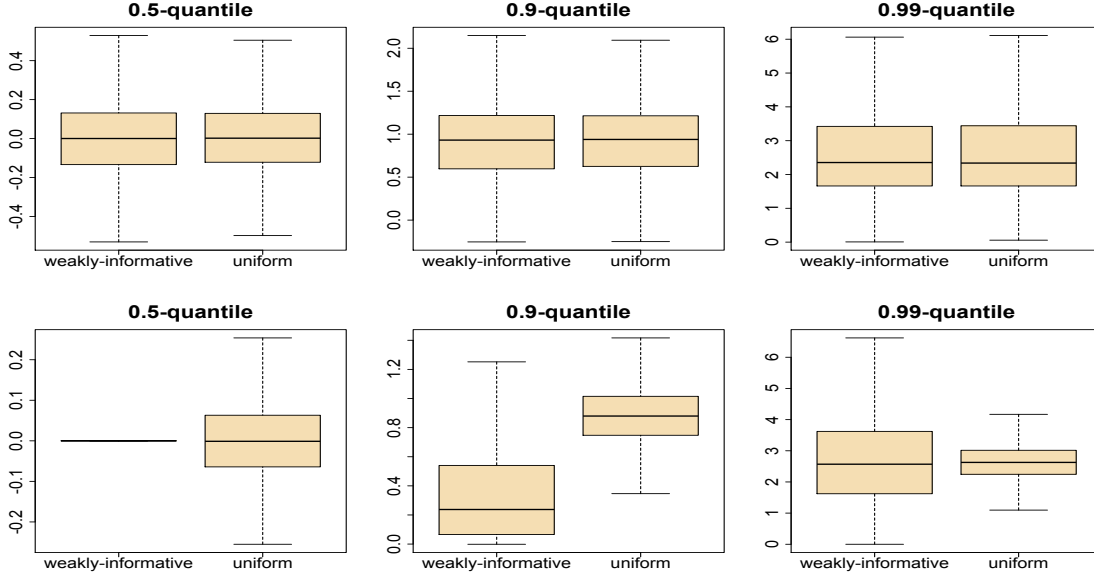 0.5-quantile
0.4
0.2
0.0
-0.2
-0.4
weakly-informative uniform
0.9-quantile
2.0
1.5
1.0
0.5
0.0
weakly-informative uniform
0.99-quantile
6
5
4
3
2
1
0
weakly-informative uniform
0.5-quantile
0.2
0.1
0.0
-0.1
-0.2
weakly-informative uniform
0.9-quantile
1.2
0.8
0.4
0.0
weakly-informative uniform
0.99-quantile
6
5
4
3
2
1
0
weakly-informative uniform